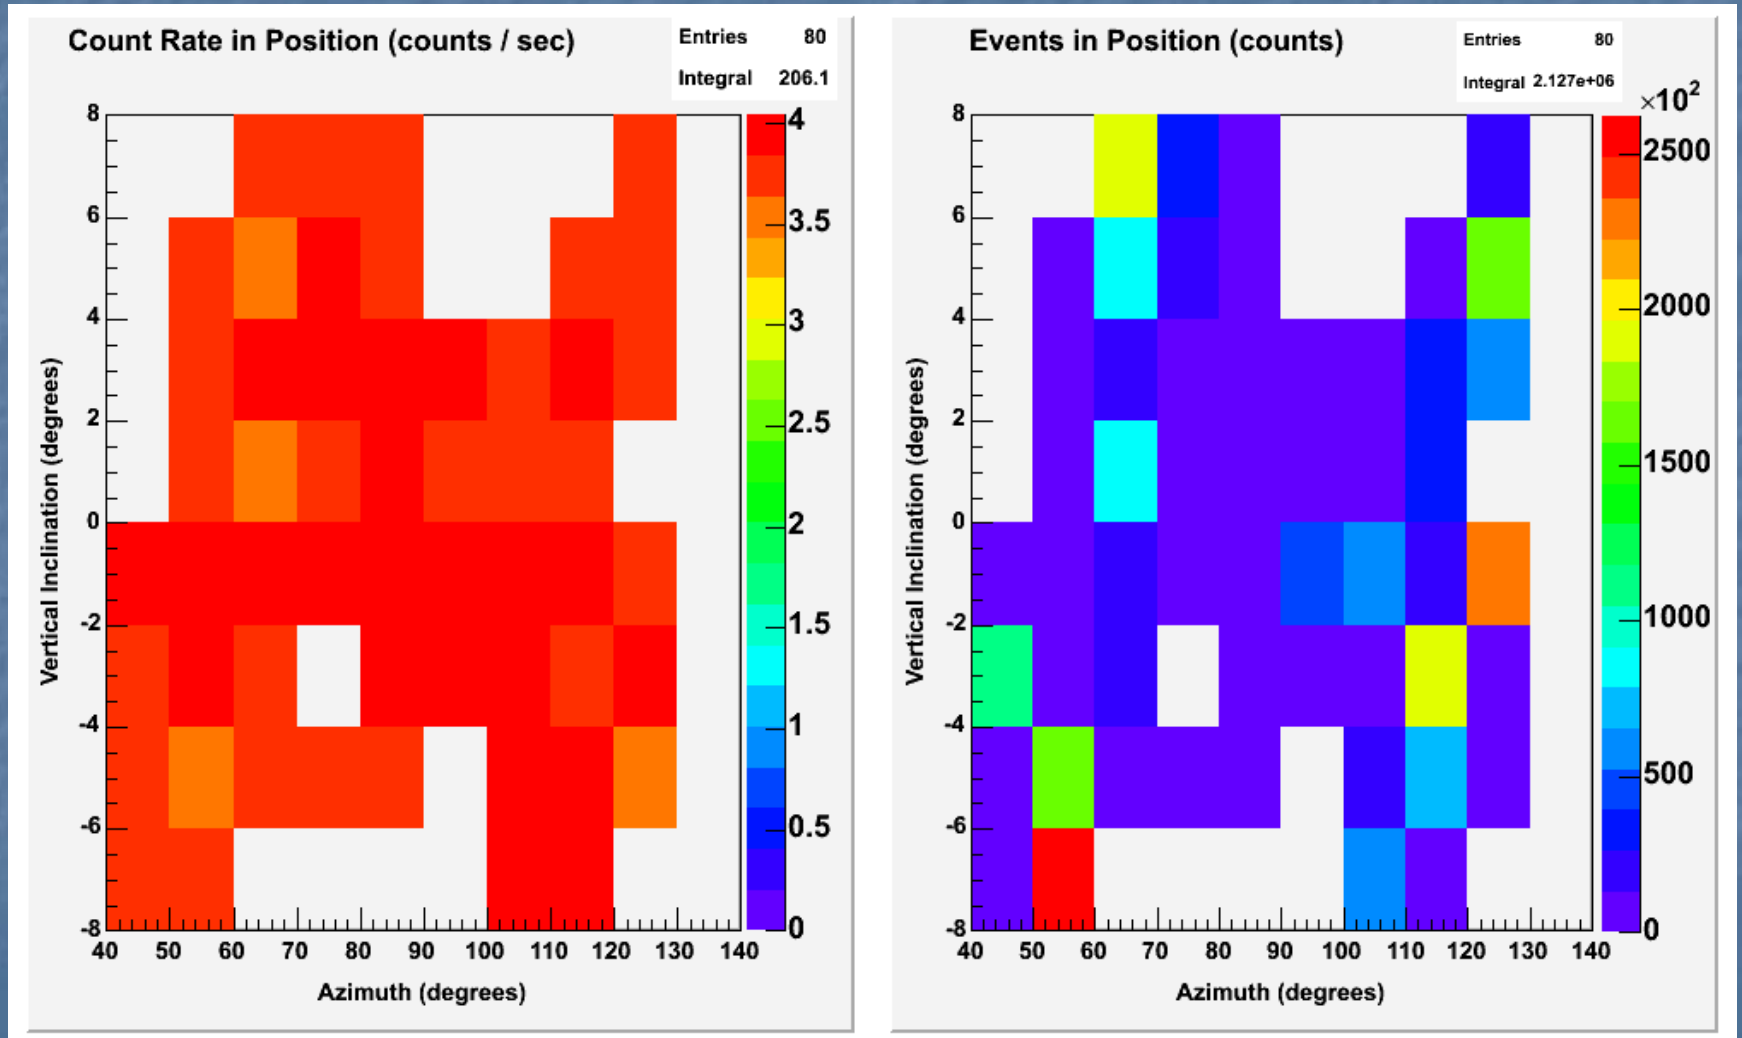 Count Rate in Position (counts / sec)
Entries 80
Integral 206.1
8
6
4
2
0
-2
-4
-6
-8
Vertical Inclination (degrees)
40 50 60 70 80 90 100 110 120 130 140
Azimuth (degrees)
4
3.5
3
2.5
2
1.5
1
0.5
0
Events in Position (counts)
Entries 80
Integral 2.127e+06
×10²
8
6
4
2
0
-2
-4
-6
-8
Vertical Inclination (degrees)
40 50 60 70 80 90 100 110 120 130 140
Azimuth (degrees)
2500
2000
1500
1000
500
0